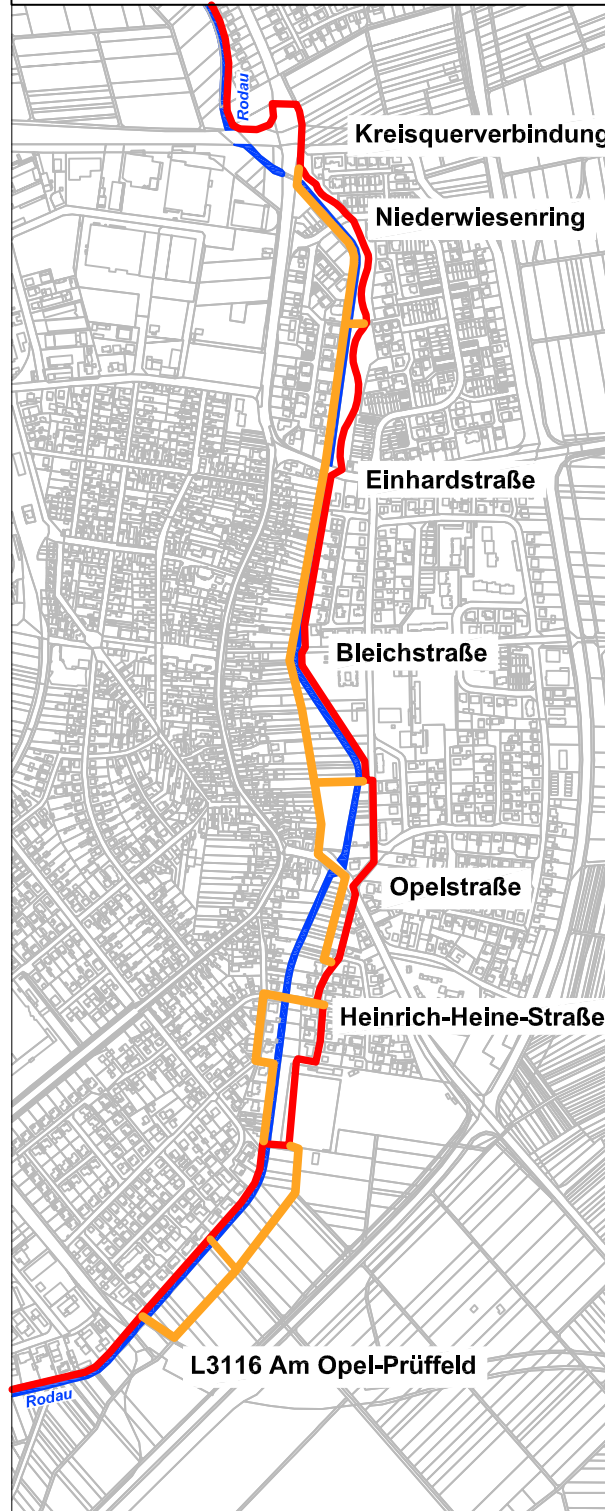 Rodau
Kreisquerverbindung
Niederwiesenring
Einhardstraße
Bleichstraße
Opelstraße
Heinrich-Heine-Straße
L3116 Am Opel-Prüffeld
Rodau